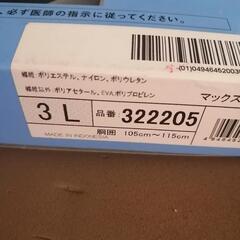 、必ず医師の指示に従ってください。
(01)0494645200
繊維:ポリエステル、ナイロン、ポリウレタン
繊維以外:ポリアセタール、EVA、ポリプロピレン
マックス
3L 品番 322205
MADE IN INDONESIA
胴囲 105cm~115cm